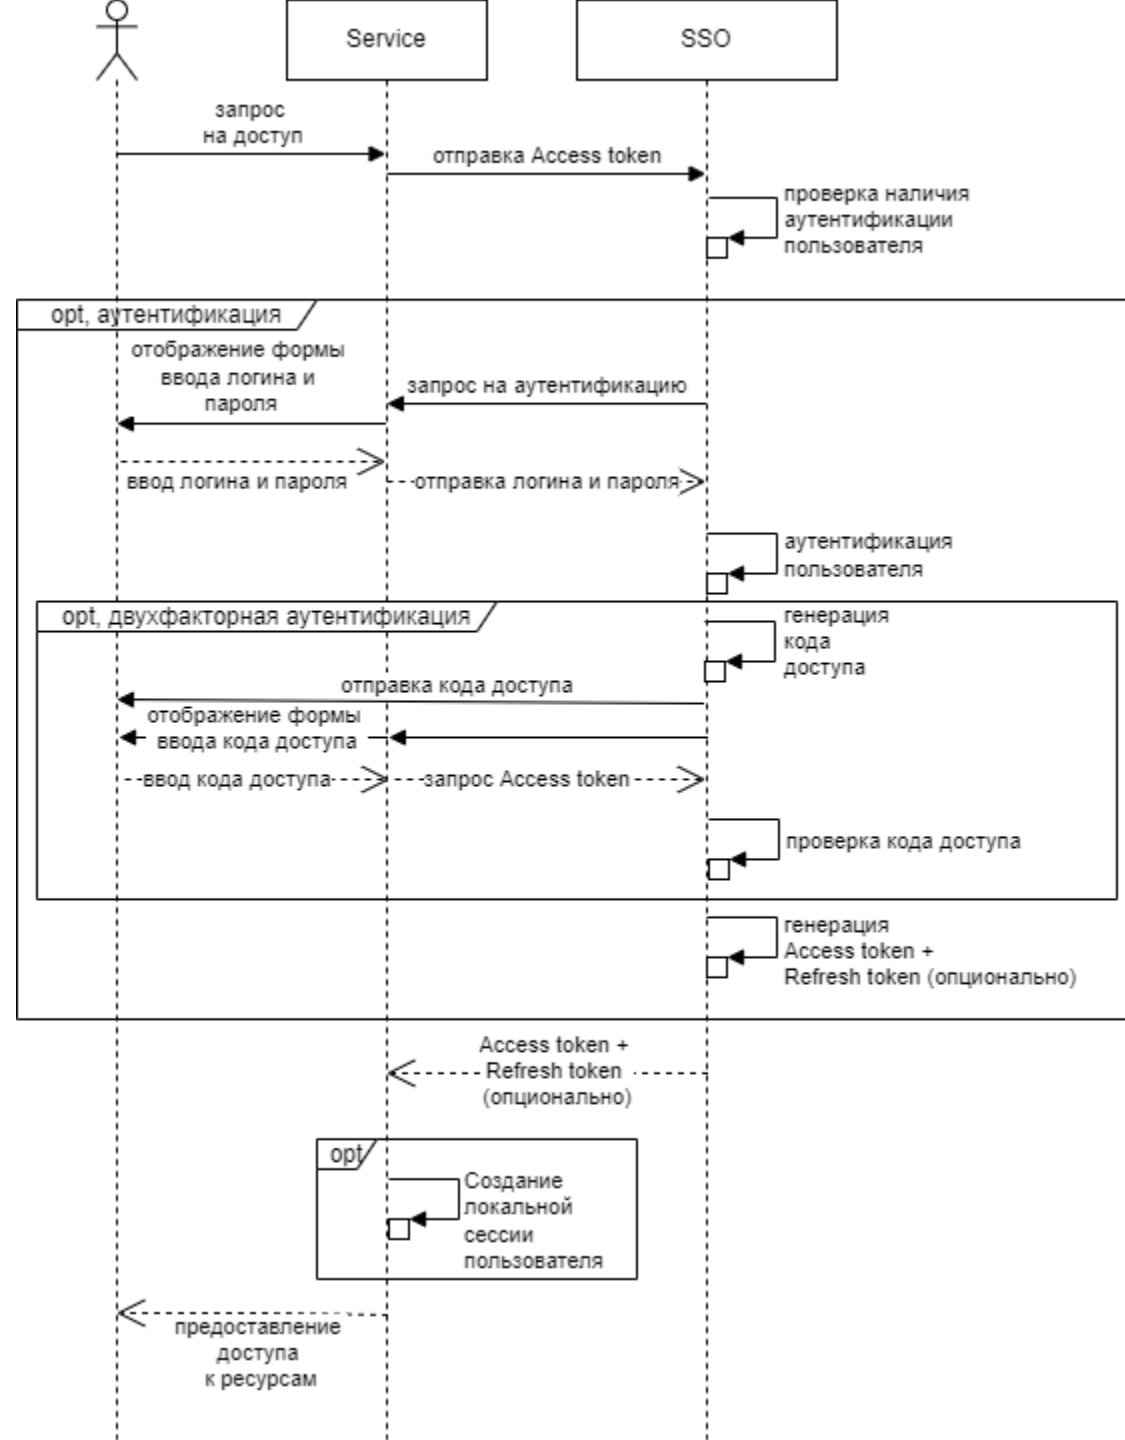 Service
SSO
запрос
на доступ
отправка Access token
проверка наличия
аутентификации
пользователя
opt, аутентификация
отображение формы
ввода логина и
пароля
запрос на аутентификацию
ввод логина и пароля
отправка логина и пароля
аутентификация
пользователя
opt, двухфакторная аутентификация
генерация
кода
доступа
отправка кода доступа
отображение формы
ввода кода доступа
ввод кода доступа
запрос Access token
проверка кода доступа
генерация
Access token +
Refresh token (опционально)
Access token +
Refresh token
(опционально)
opt
Создание
локальной
сессии
пользователя
предоставление
доступа
к ресурсам